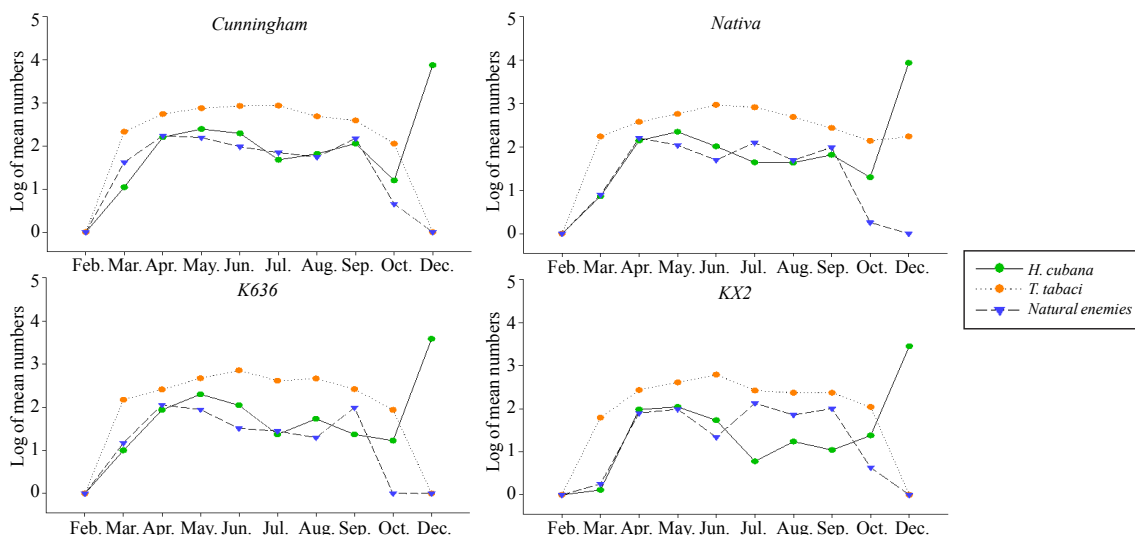 Cunningham
Log of mean numbers
5
4
3
2
1
0
Feb. Mar. Apr. May. Jun. Jul. Aug. Sep. Oct. Dec.
Nativa
Log of mean numbers
5
4
3
2
1
0
Feb. Mar. Apr. May. Jun. Jul. Aug. Sep. Oct. Dec.
K636
Log of mean numbers
5
4
3
2
1
0
Feb. Mar. Apr. May. Jun. Jul. Aug. Sep. Oct. Dec.
KX2
Log of mean numbers
5
4
3
2
1
0
Feb. Mar. Apr. May. Jun. Jul. Aug. Sep. Oct. Dec.
H. cubana
T. tabaci
Natural enemies